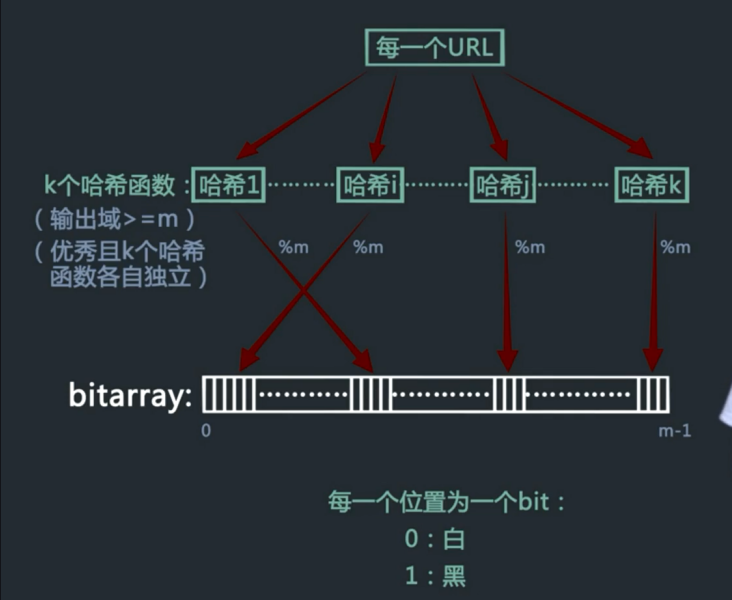 每一个URL
k个哈希函数：哈希1 ………… 哈希i ………… 哈希j ………… 哈希k
（输出域>=m）
（优秀且k个哈希
函数各自独立）
%m %m %m %m
bitarray: ………… ………… …………
0 m-1
每一个位置为一个bit：
0：白
1：黑